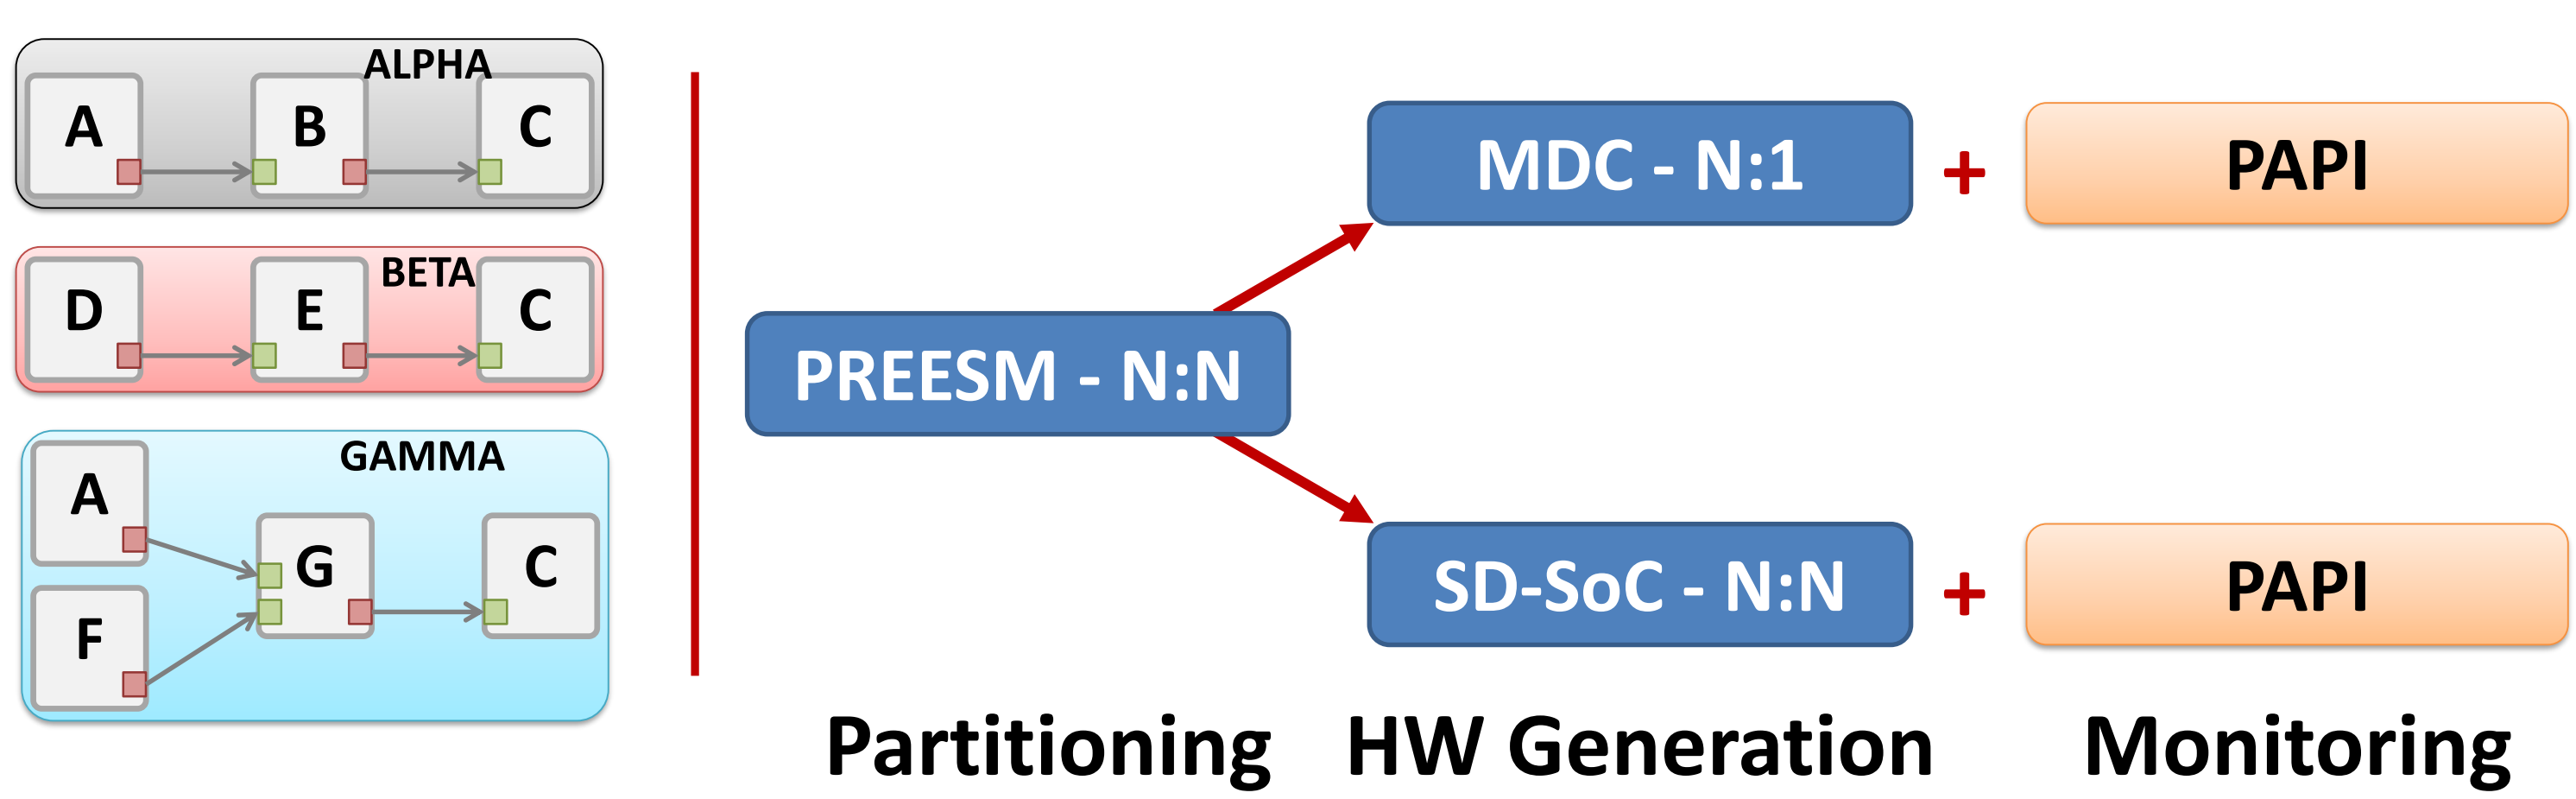 ALPHA
A
B
C
BETA
D
E
C
GAMMA
A
F
G
C
PREESM - N:N
MDC - N:1
+
PAPI
SD-SoC - N:N
+
PAPI
Partitioning
HW Generation
Monitoring